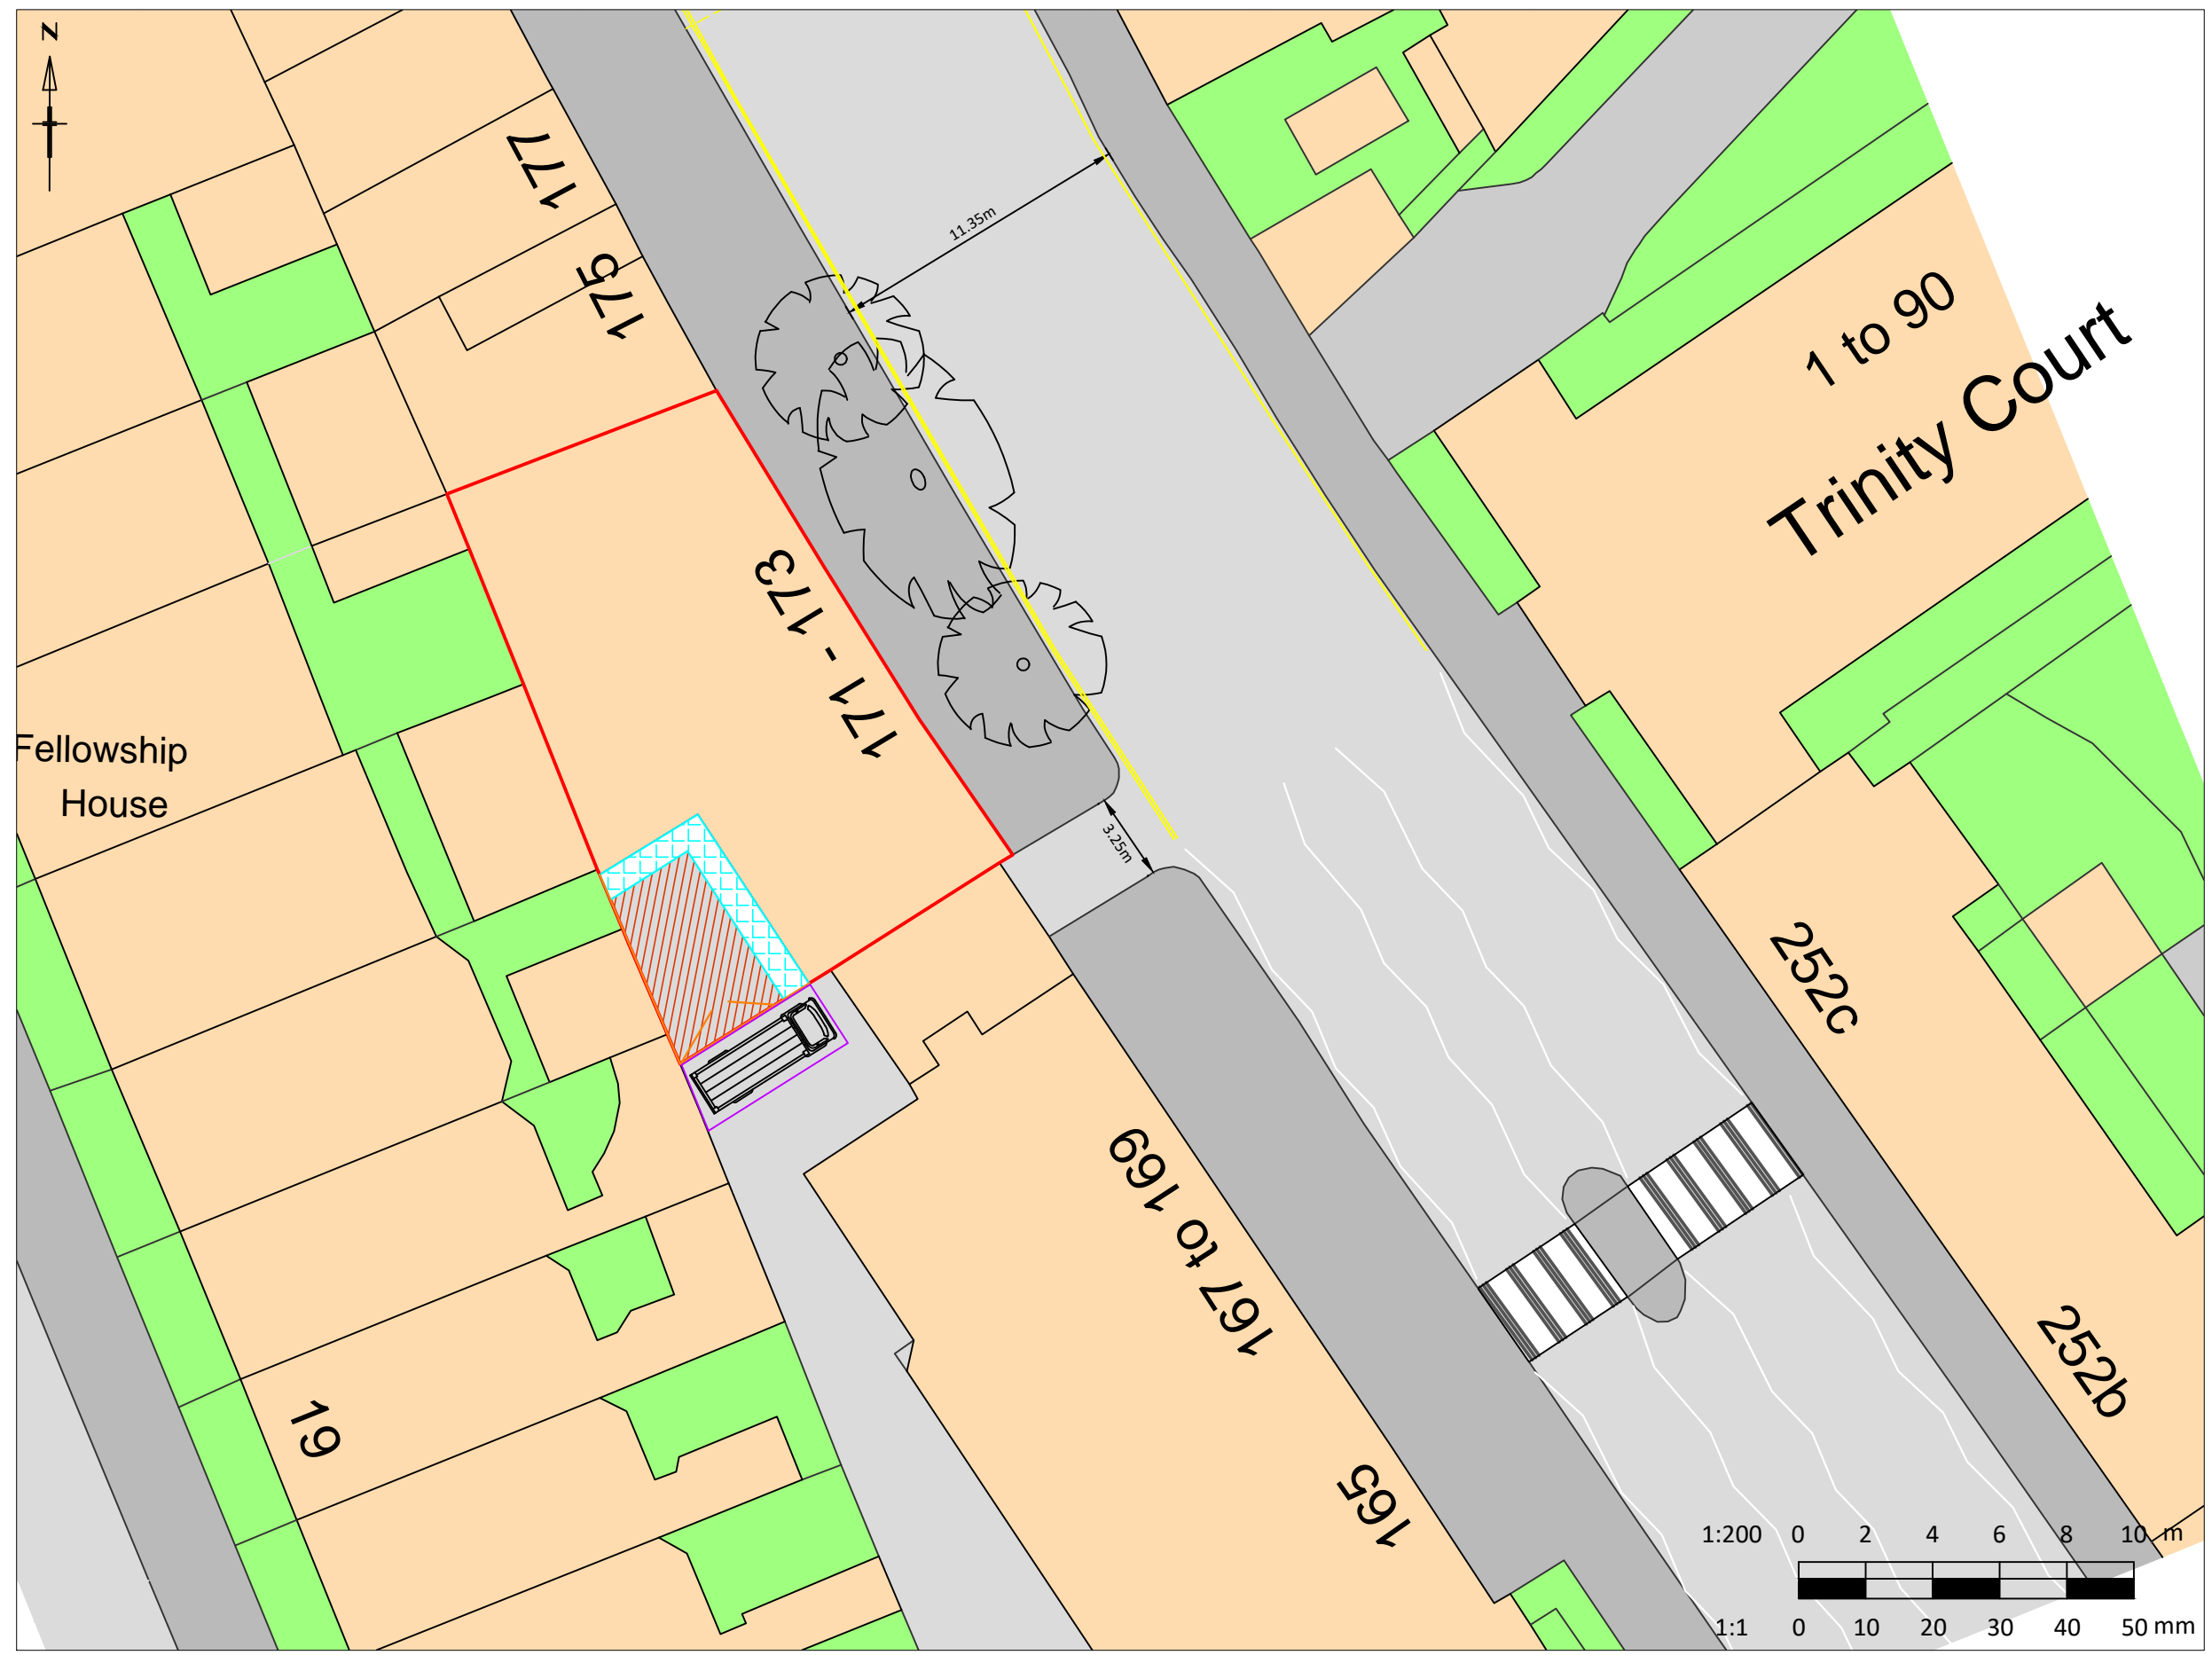 N
177
175
11.35m
1 to 90
Trinity Court
171 - 173
Fellowship
House
3.25m
252c
167 to 169
252b
19
165
1:200 0 2 4 6 8 10 m
1:1 0 10 20 30 40 50 mm